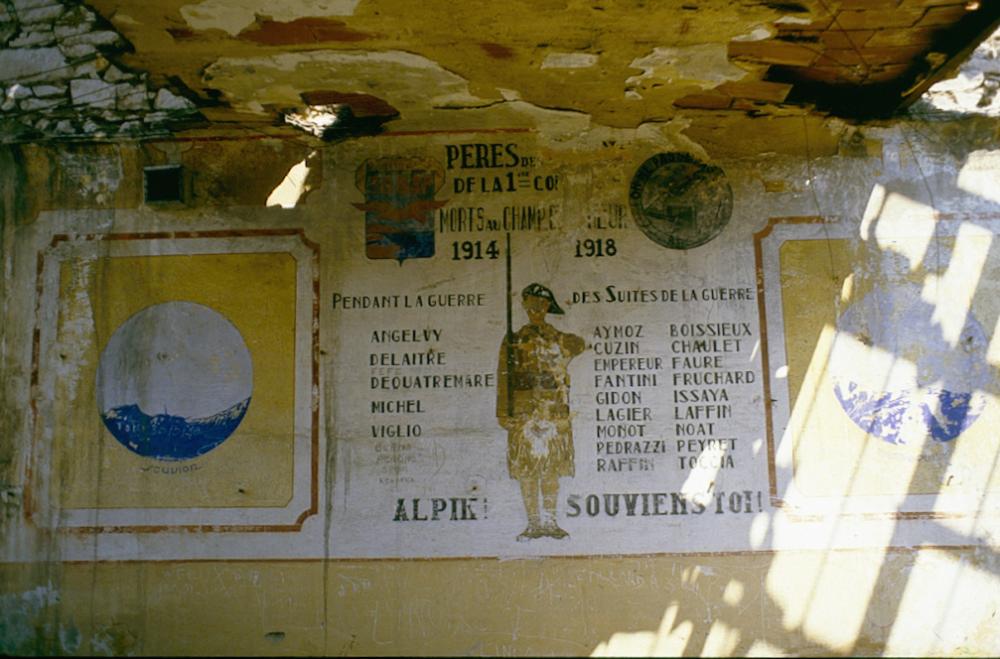 PERES DE
DE LA 1ERE CO
MORTS AU CHAMP
1914 1918
PENDANT LA GUERRE
ANGELVY
DELAITRE
DEQUATREMARE
MICHEL
VIGLIO
DES SUITES DE LA GUERRE
AYMOZ BOISSIEUX
CUZIN CHAULET
EMPEREUR FAURE
FANTINI FRUCHARD
GIDON ISSAYA
LAGIER LAFFIN
MONOT NOAT
PEDRAZZI PEYRET
RAFFIN TOCCIA
ALPIN! SOUVIENS TOI!